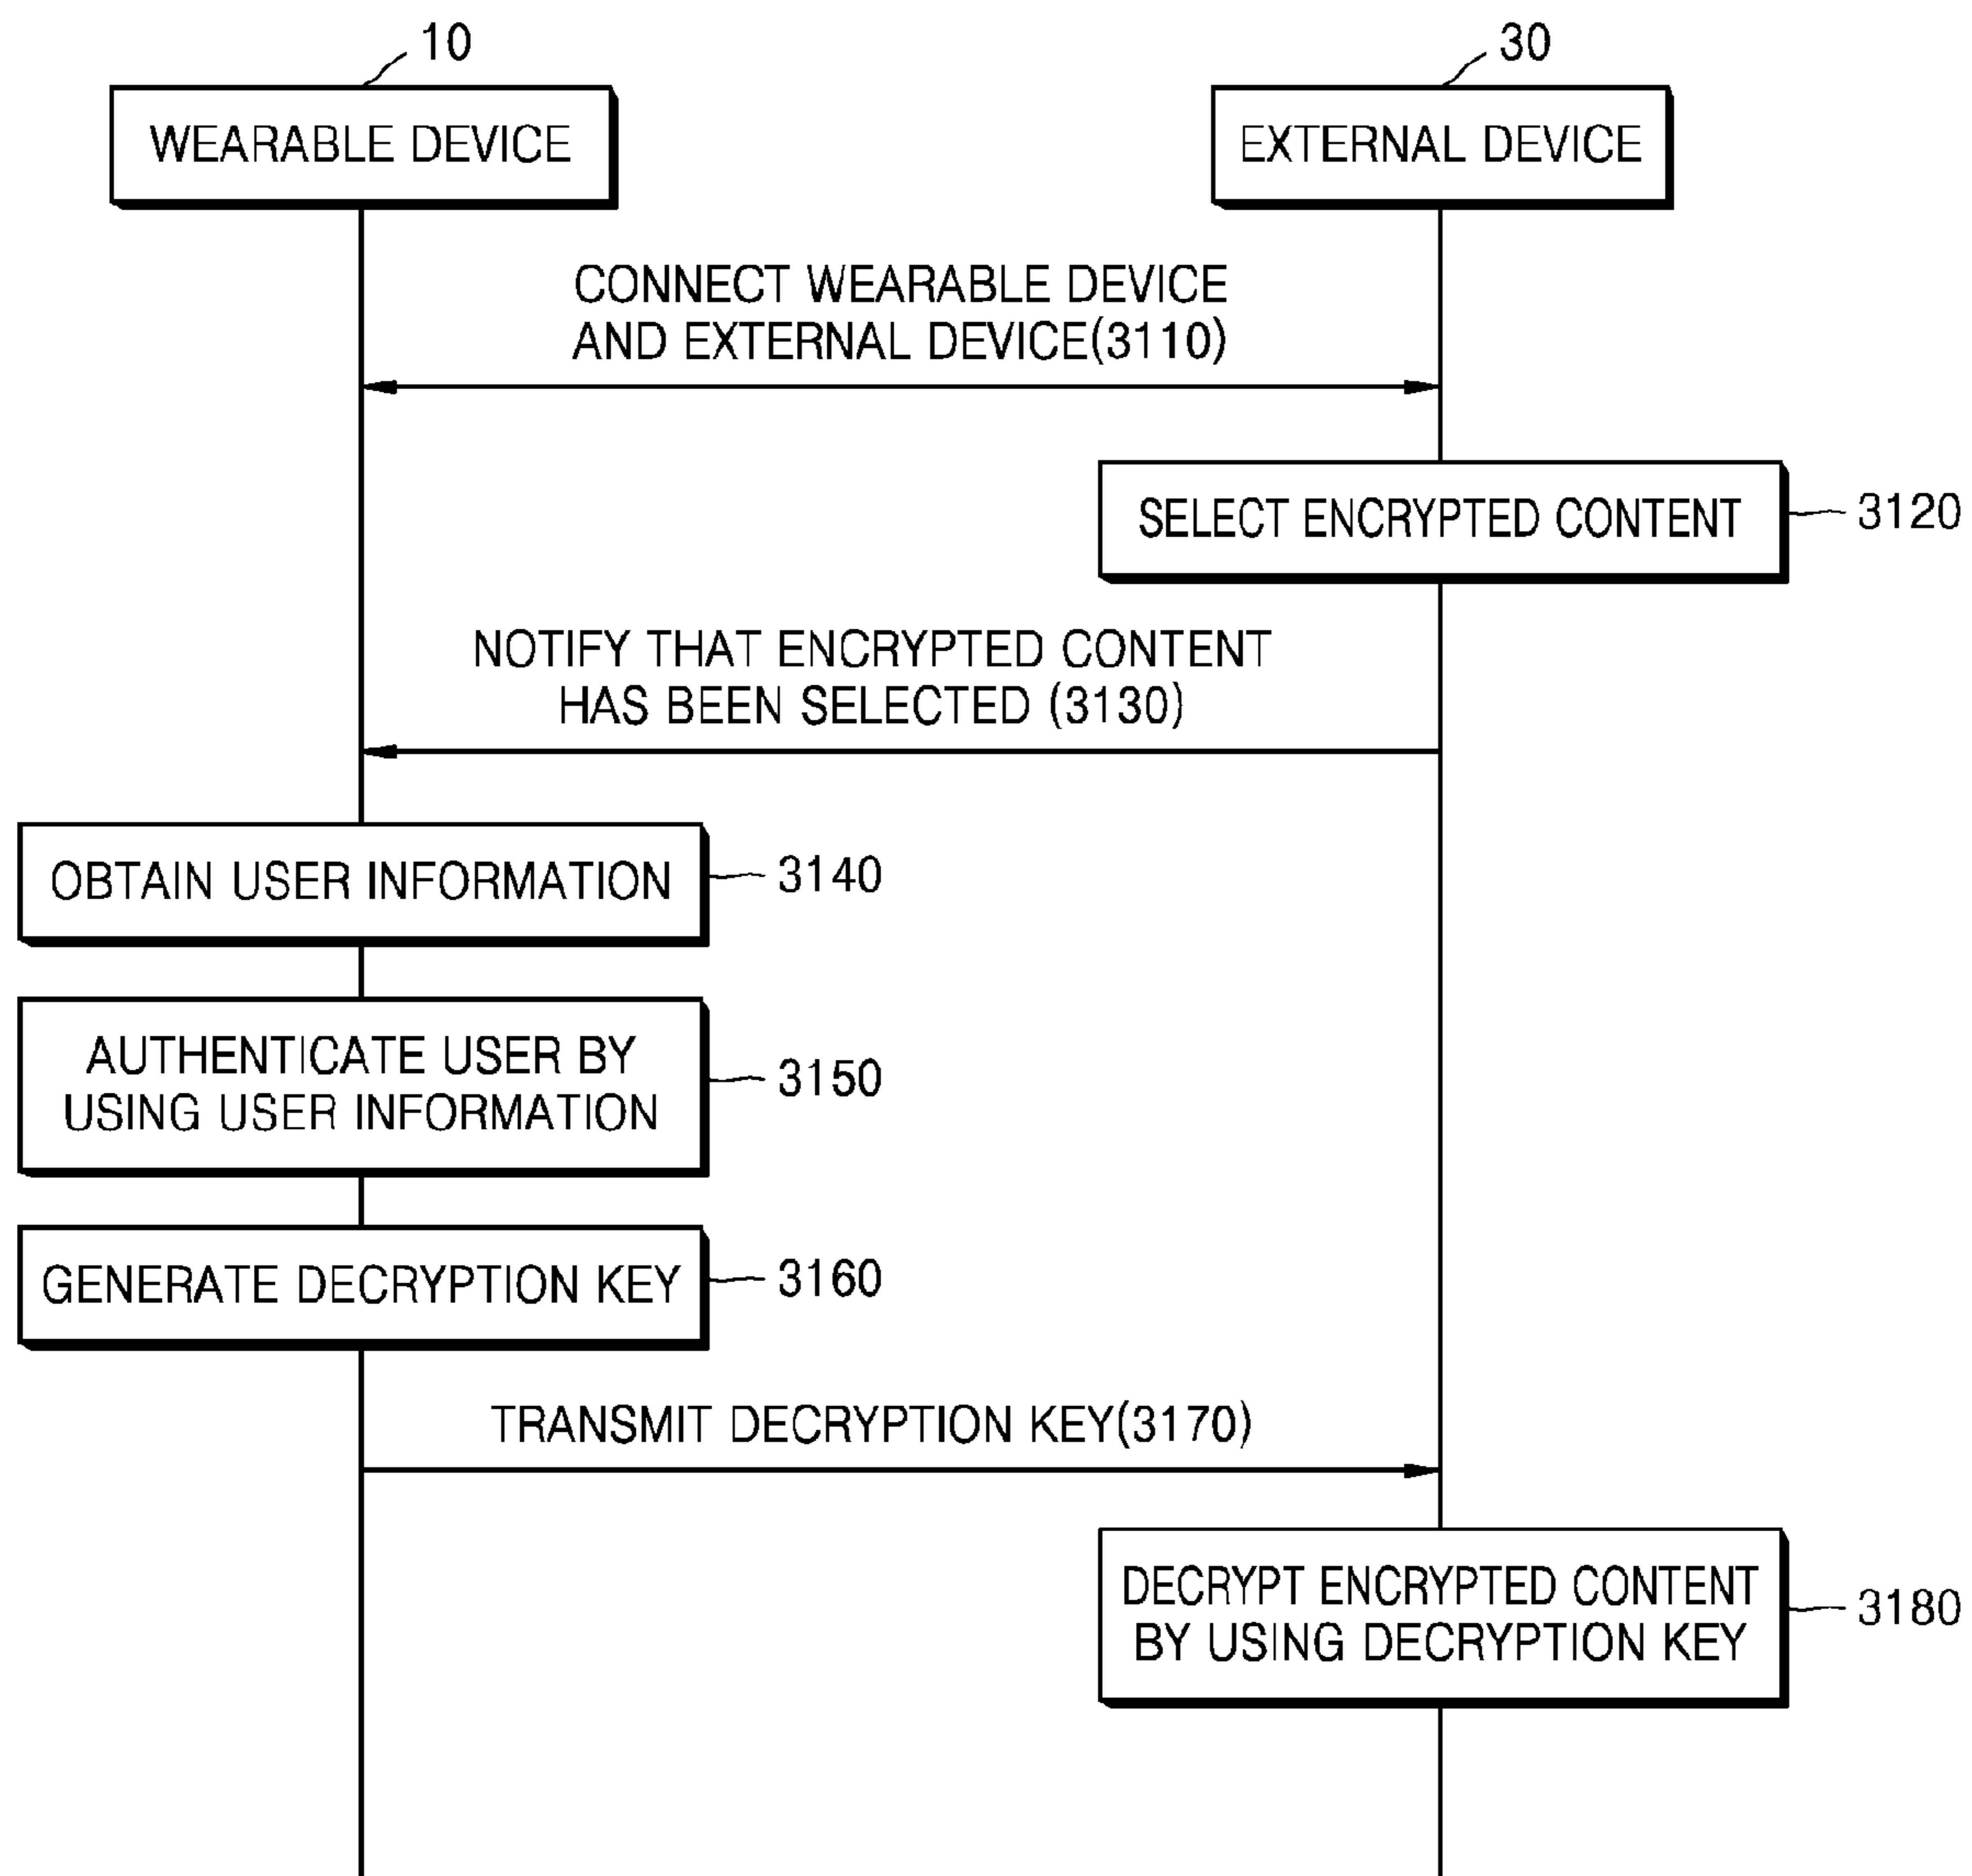 10
30
WEARABLE DEVICE
EXTERNAL DEVICE
CONNECT WEARABLE DEVICE
AND EXTERNAL DEVICE(3110)
SELECT ENCRYPTED CONTENT
3120
NOTIFY THAT ENCRYPTED CONTENT
HAS BEEN SELECTED (3130)
OBTAIN USER INFORMATION
3140
AUTHENTICATE USER BY
USING USER INFORMATION
3150
GENERATE DECRYPTION KEY
3160
TRANSMIT DECRYPTION KEY(3170)
DECRYPT ENCRYPTED CONTENT
BY USING DECRYPTION KEY
3180